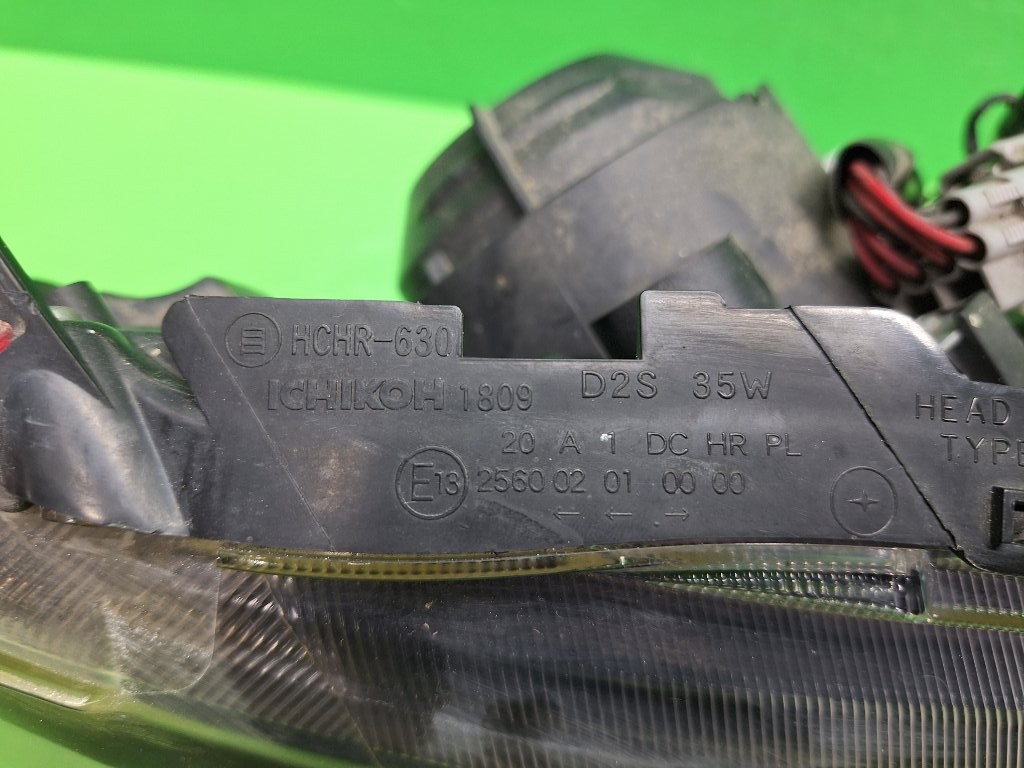 HCHR-630
ICHIKOH 1809
D2S 35W
20 A 1 DC HR PL
E13 2560 02 01 00 00
← ← →
HEAD
TYPE